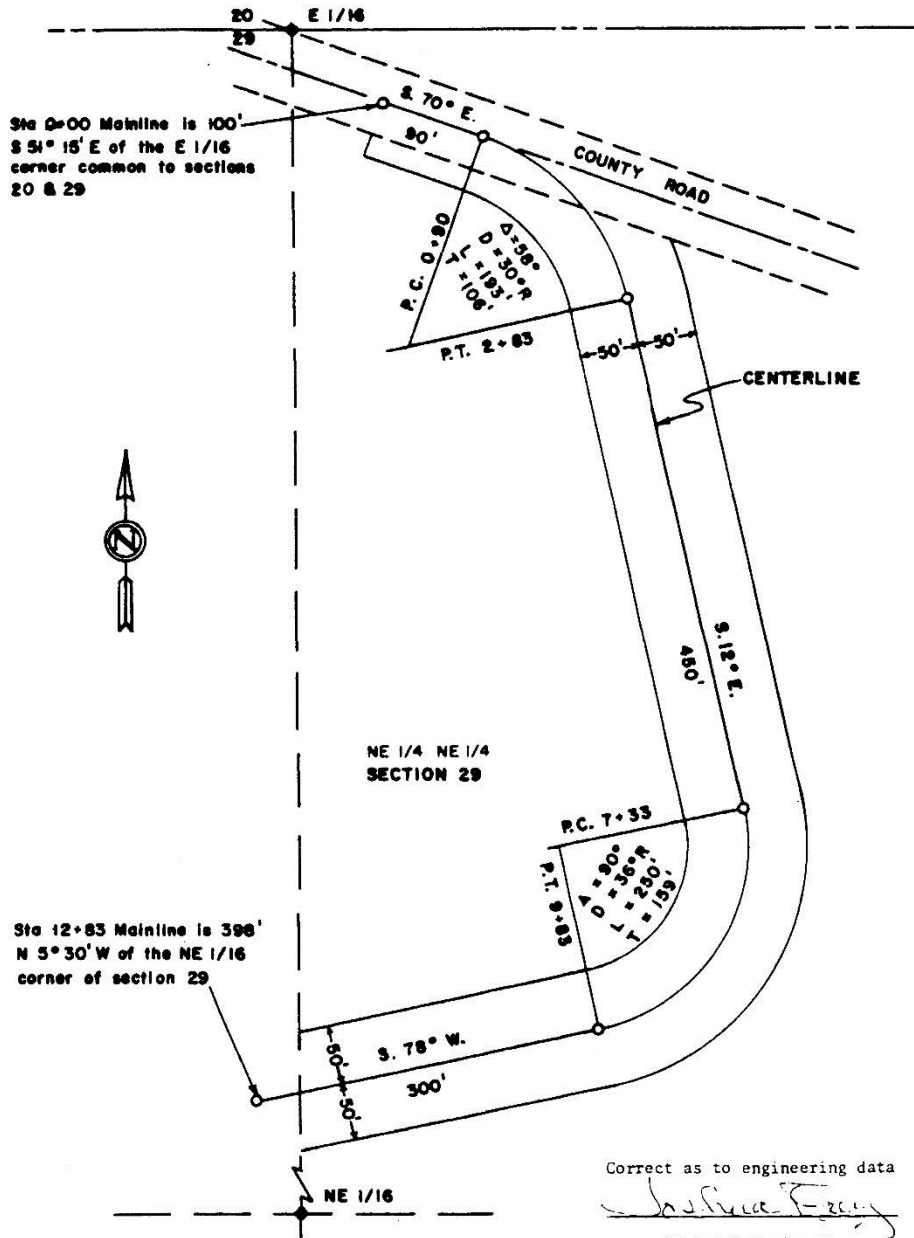 20
29
E 1/16
Sta 0+00 Mainline is 100'
S 51° 15' E of the E 1/16
corner common to sections
20 & 29
S. 70° E.
90'
COUNTY ROAD
P.C. 0+90
Δ = 58°
D = 30° R
L = 193'
T = 106'
P.T. 2+83
50' 50'
CENTERLINE
N
S. 12° E.
450'
NE 1/4 NE 1/4
SECTION 29
P.C. 7+33
Δ = 90°
D = 36° R
L = 250'
T = 159'
P.T. 9+83
Sta 12+83 Mainline is 398'
N 5° 30' W of the NE 1/16
corner of section 29
50'
S. 78° W.
300'
50'
NE 1/16
Correct as to engineering data